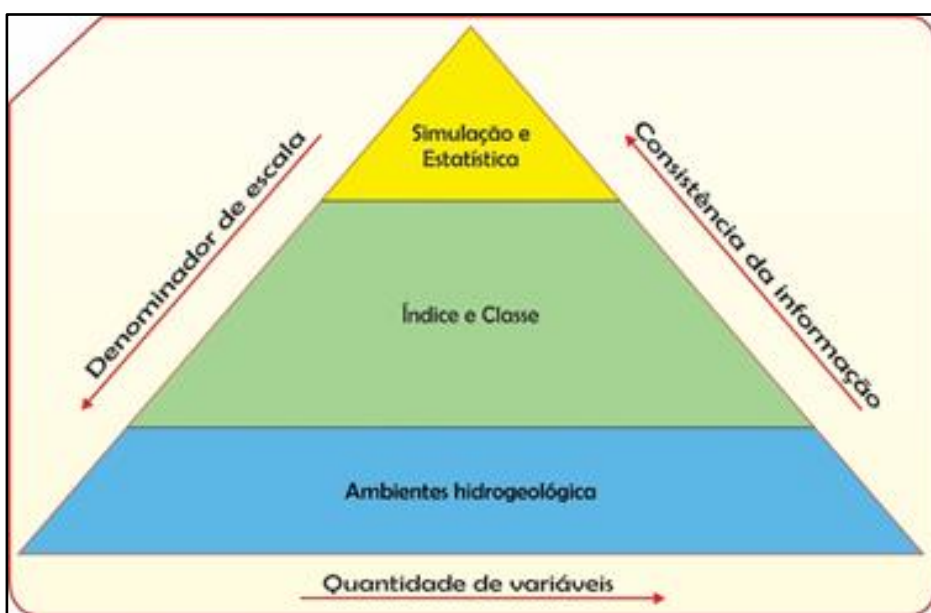 Simulação e
Estatística
Denominador de escala
Consistência da informação
Índice e Classe
Ambientes hidrogeológica
Quantidade de variáveis